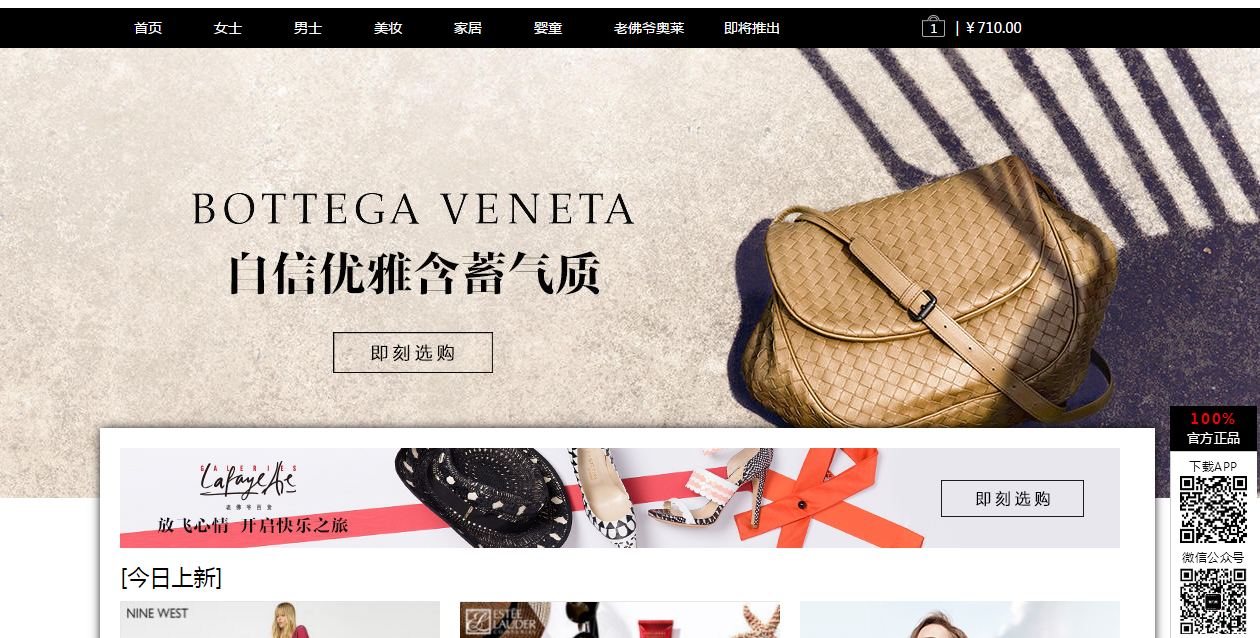 首页 女士 男士 美妆 家居 婴童 老佛爷奥莱 即将推出 1 | ¥ 710.00
BOTTEGA VENETA
自信优雅含蓄气质
即刻选购
100%
官方正品
下载APP
微信公众号
GALERIES
Lafayette
老佛爷百货
放飞心情 开启快乐之旅
即刻选购
[今日上新]
NINE WEST
ESTĒE
LAUDER
COMPANIES